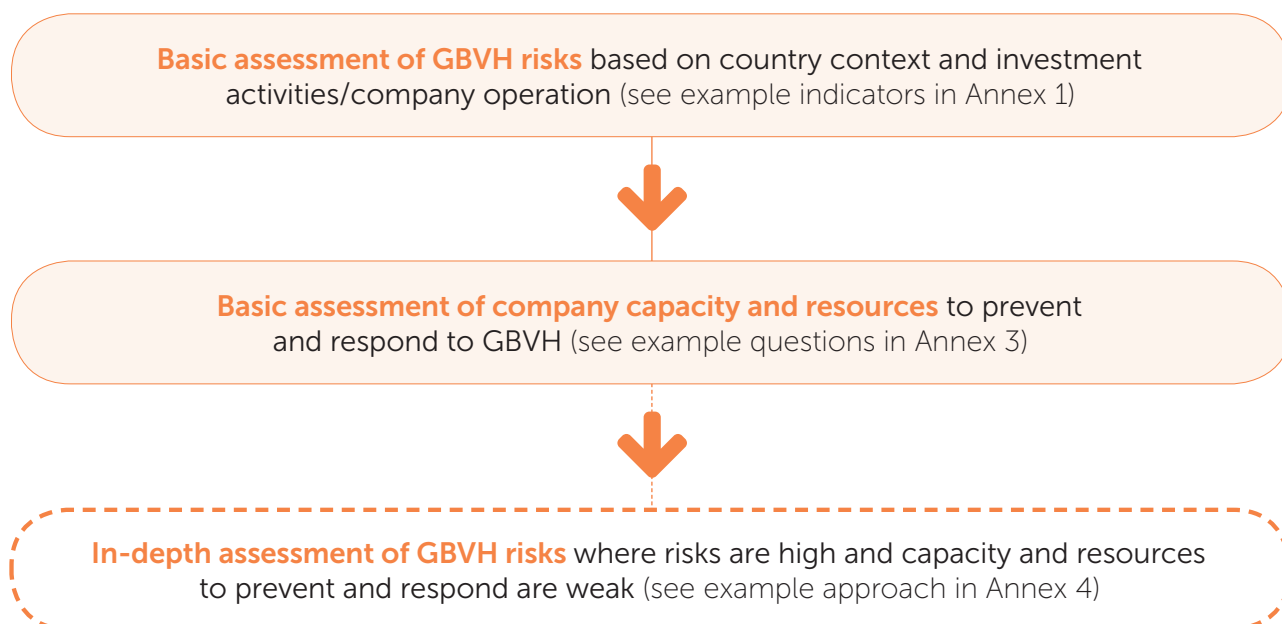 Basic assessment of GBVH risks based on country context and investment
activities/company operation (see example indicators in Annex 1)
Basic assessment of company capacity and resources to prevent
and respond to GBVH (see example questions in Annex 3)
In-depth assessment of GBVH risks where risks are high and capacity and resources
to prevent and respond are weak (see example approach in Annex 4)